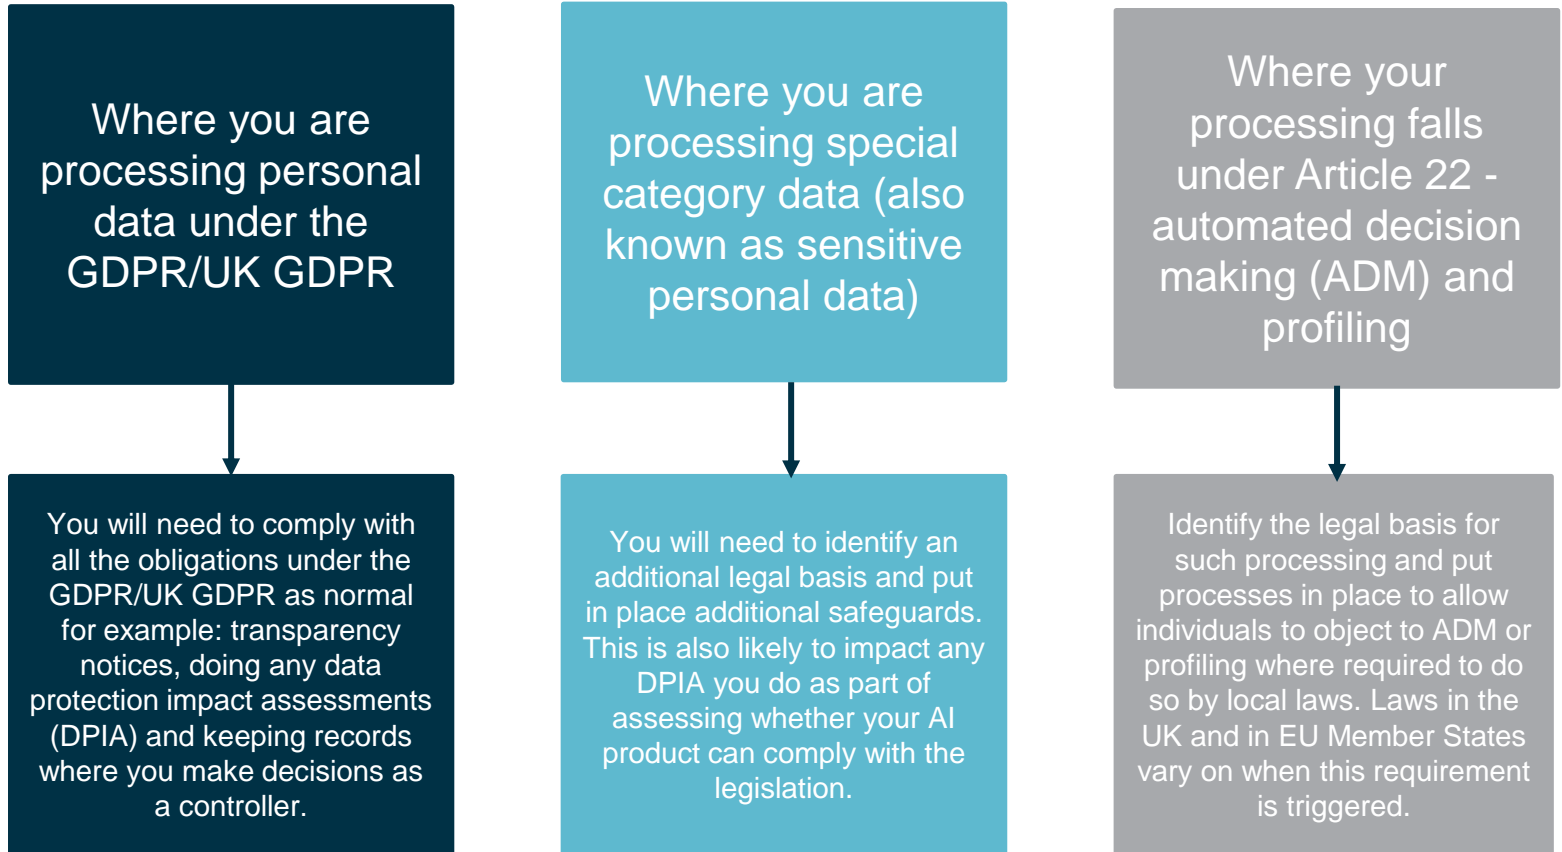 Where you are
processing personal
data under the
GDPR/UK GDPR
You will need to comply with
all the obligations under the
GDPR/UK GDPR as normal
for example: transparency
notices, doing any data
protection impact assessments
(DPIA) and keeping records
where you make decisions as
a controller.
Where you are
processing special
category data (also
known as sensitive
personal data)
You will need to identify an
additional legal basis and put
in place additional safeguards.
This is also likely to impact any
DPIA you do as part of
assessing whether your AI
product can comply with the
legislation.
Where your
processing falls
under Article 22 -
automated decision
making (ADM) and
profiling
Identify the legal basis for
such processing and put
processes in place to allow
individuals to object to ADM or
profiling where required to do
so by local laws. Laws in the
UK and in EU Member States
vary on when this requirement
is triggered.